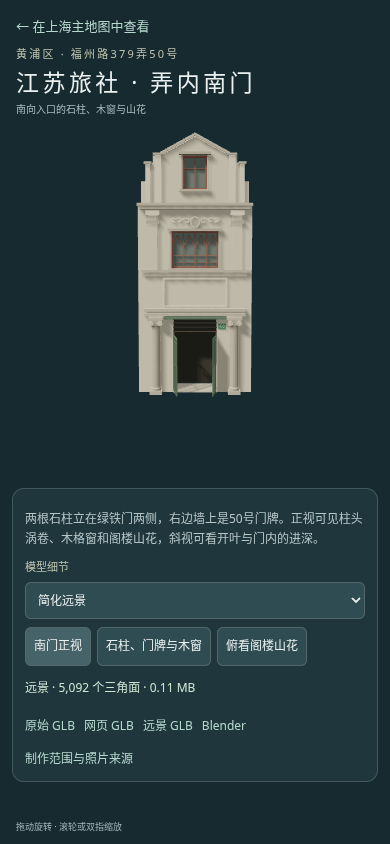 ← 在上海主地图中查看
黄浦区 · 福州路379弄50号
江苏旅社 · 弄内南门
南向入口的石柱、木窗与山花
两根石柱立在绿铁门两侧，右边墙上是50号门牌。正视可见柱头
涡卷、木格窗和阁楼山花，斜视可看开叶与门内的进深。
模型细节
简化远景
南门正视 石柱、门牌与木窗 俯看阁楼山花
远景 · 5,092 个三角面 · 0.11 MB
原始 GLB 网页 GLB 远景 GLB Blender
制作范围与照片来源
拖动旋转 · 滚轮或双指缩放